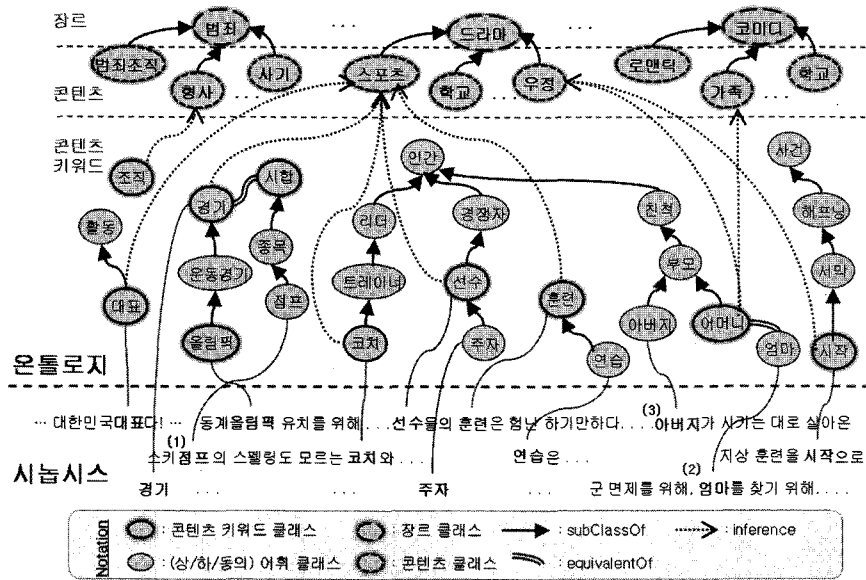 장르 범죄 ... 드라마 ... 코미디
범죄조직 형사 사기 스포츠 학교 우정 로맨틱 가족 학교
콘텐츠 ... ... ...
콘텐츠
키워드
인간 사건
조직 경기 시합 리더 경쟁자 친척 해프닝
활동 종목 부모 서막
운동경기 점프 트레이너 선수 훈련
대표 아버지 어머니
올림픽 코치 주자 연습 엄마 시작
온톨로지
... 대한민국대표다! ... 동계올림픽 유치를 위해. . . 선수들의 훈련은 험난 하기만하다. . . . (3) 아버지가 시키는 대로 살아온
(1) 스키점프의 스펠링도 모르는 코치와 . . . 연습은 . . . 지상 훈련을 시작으로
시놉시스 (2)
경기 . . . . . . 주자 . . . 군 면제를 위해, 엄마를 찾기 위해. . . .
Notation
: 콘텐츠 키워드 클래스 : 장르 클래스 : subClassOf : inference
: (상/하/동의) 어휘 클래스 : 콘텐츠 클래스 : equivalentOf